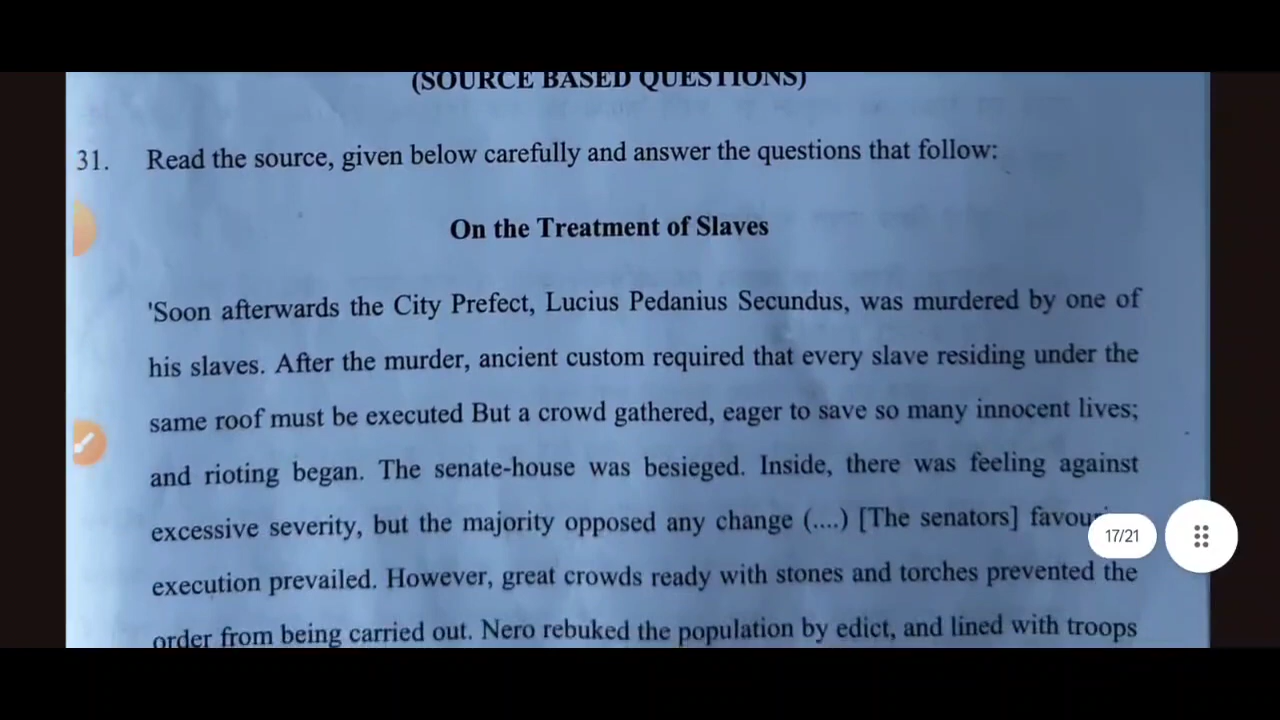 (SOURCE BASED QUESTIONS)
31. Read the source, given below carefully and answer the questions that follow:
On the Treatment of Slaves
'Soon afterwards the City Prefect, Lucius Pedanius Secundus, was murdered by one of
his slaves. After the murder, ancient custom required that every slave residing under the
same roof must be executed But a crowd gathered, eager to save so many innocent lives;
and rioting began. The senate-house was besieged. Inside, there was feeling against
excessive severity, but the majority opposed any change (....) [The senators]
17/21
execution prevailed. However, great crowds ready with stones and torches prevented the
order from being carried out. Nero rebuked the population by edict, and lined with troops